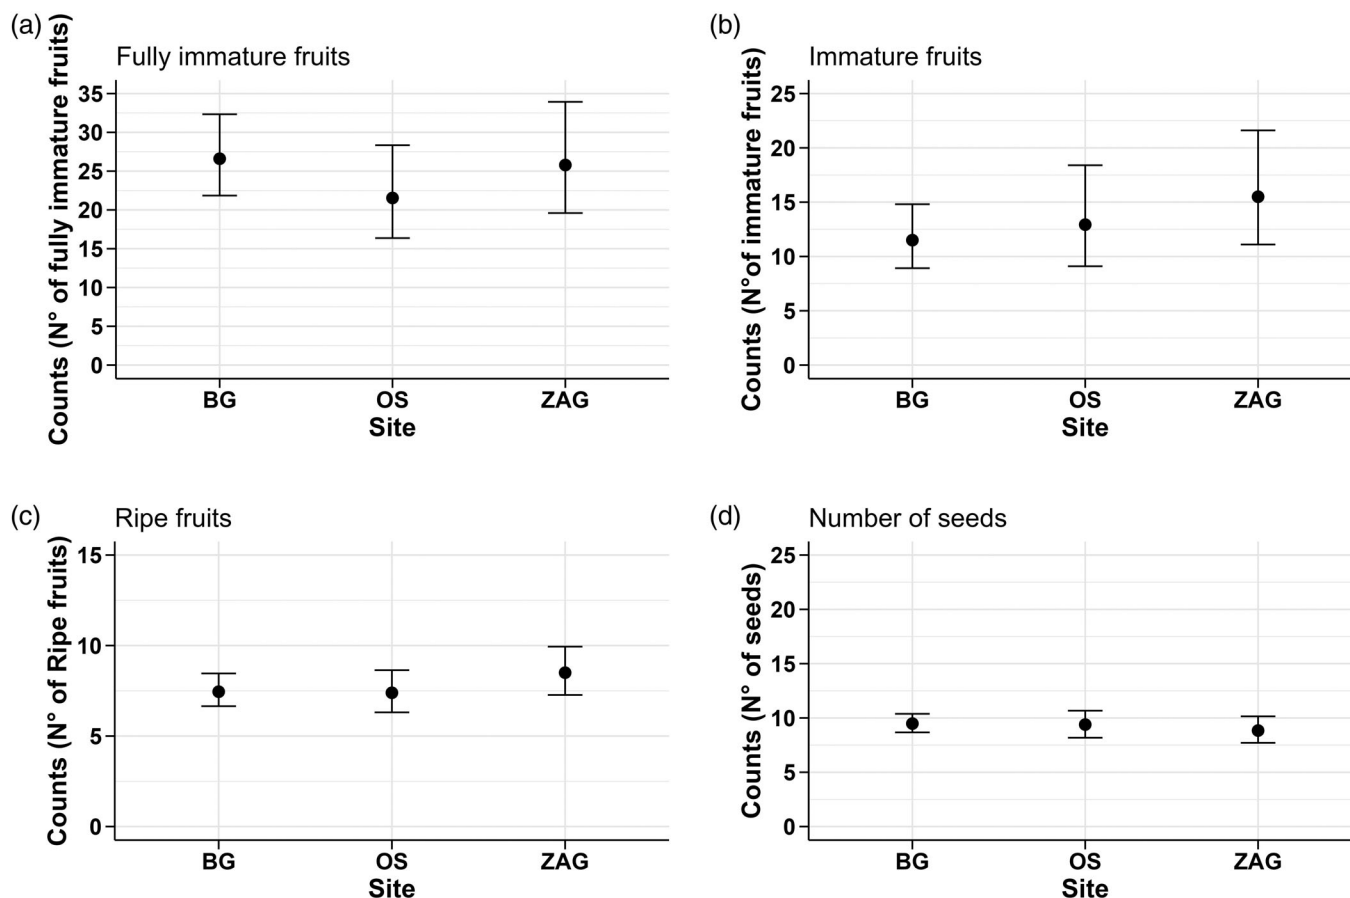 (a)
Fully immature fruits
Counts (N° of fully immature fruits)
35
30
25
20
15
10
5
0
BG OS ZAG
Site
(b)
Immature fruits
Counts (N°of immature fruits)
25
20
15
10
5
0
BG OS ZAG
Site
(c)
Ripe fruits
Counts (N° of Ripe fruits)
15
10
5
0
BG OS ZAG
Site
(d)
Number of seeds
Counts (N° of seeds)
25
20
15
10
5
0
BG OS ZAG
Site